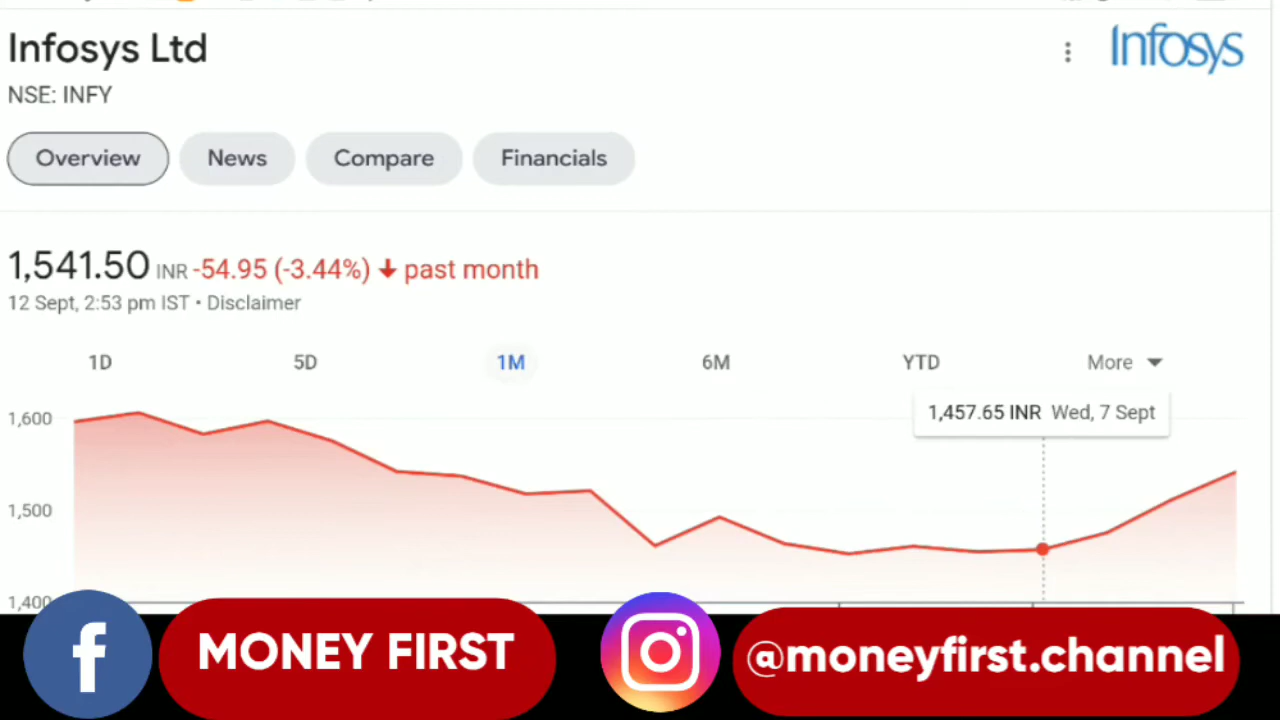 Infosys Ltd
Infosys
NSE: INFY
Overview News Compare Financials
1,541.50 INR -54.95 (-3.44%) past month
12 Sept, 2:53 pm IST • Disclaimer
1D 5D 1M 6M YTD More
1,457.65 INR Wed, 7 Sept
1,600
1,500
1,400
f MONEY FIRST @moneyfirst.channel